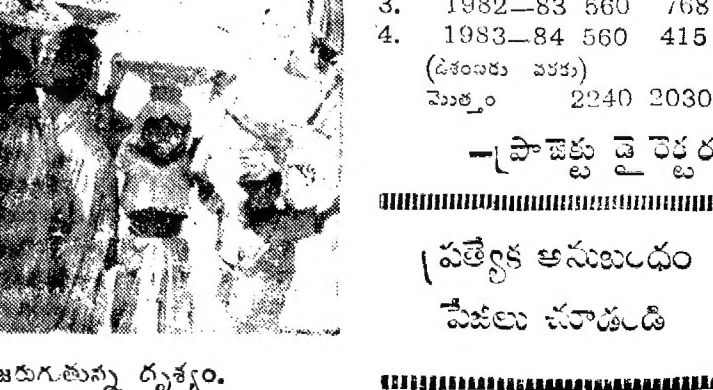 3. 1982—83 560 768
4. 1983—84 560 415
(డిశంబరు వరకు)
మొత్తం 2240 2030
—ప్రాజెక్టు డై రెక్టర
ప్రత్యేక అనుబంధం
పేజీలు చూడండి
జరుగుతున్న దృశ్యం.